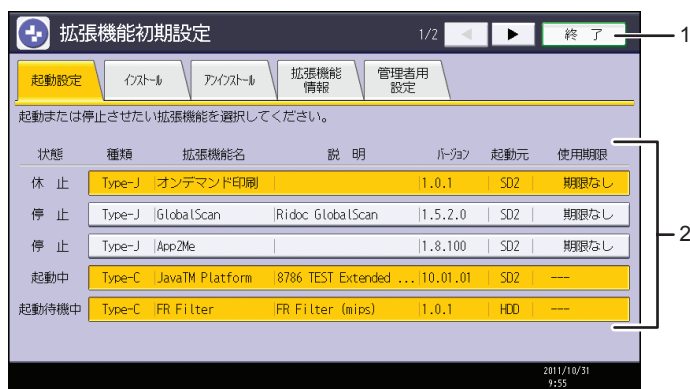 拡張機能初期設定 1/2 ◀ ▶ 終 了 1
起動設定 インストール アンインストール 拡張機能 情報 管理者用 設定
起動または停止させたい拡張機能を選択してください。
状態 種類 拡張機能名 説 明 バージョン 起動元 使用期限
休 止 Type-J |オンデマンド印刷 | |1.0.1 | SD2 | 期限なし
停 止 Type-J |GlobalScan |Ridoc GlobalScan |1.5.2.0 | SD2 | 期限なし
2
停 止 Type-J |App2Me | |1.8.100 | SD2 | 期限なし
起動中 Type-C |JavaTM Platform |8786 TEST Extended ... |10.01.01 | SD2 | ---
起動待機中 Type-C |FR Filter |FR Filter (mips) |1.0.1 | HDD | ---
2011/10/31
9:55